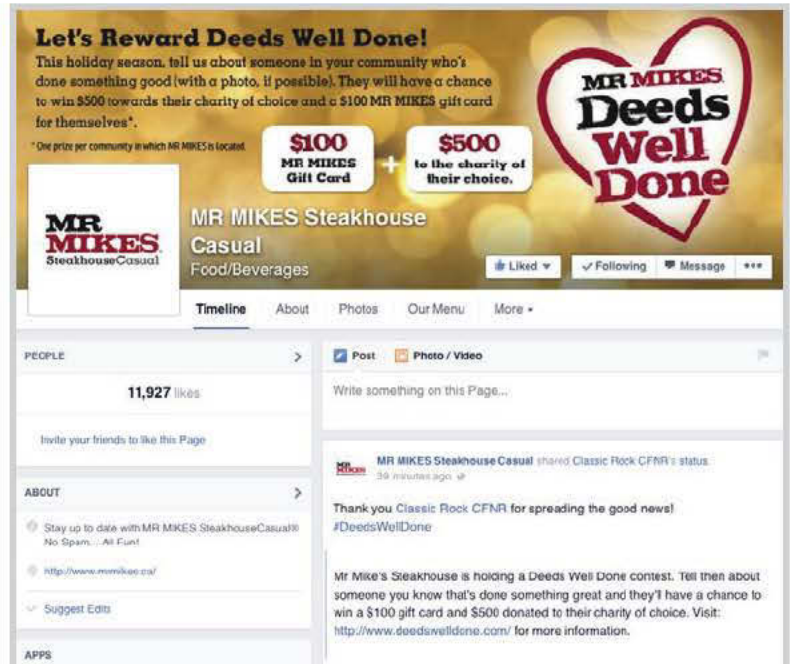 Let's Reward Deeds Well Done!
This holiday season, tell us about someone in your community who's
done something good (with a photo, if possible). They will have a chance
to win $500 towards their charity of choice and a $100 MR MIKES gift card
for themselves*.
* One prize per community in which MR MIKES is located.
$100
MR MIKES
Gift Card
+
$500
to the charity of
their choice.
MR MIKES
Deeds
Well
Done
MR
MIKES
SteakhouseCasual
MR MIKES Steakhouse
Casual
Food/Beverages
Liked
Following
Message
Timeline About Photos Our Menu More
PEOPLE
11,927 likes
Invite your friends to like this Page
ABOUT
Stay up to date with MR MIKES SteakhouseCasual®
No Spam... All Fun!
http://www.mrmikes.ca/
Suggest Edits
APPS
Post Photo / Video
Write something on this Page...
MR
MIKES
MR MIKES Steakhouse Casual shared Classic Rock CFNR's status.
39 minutes ago
Thank you Classic Rock CFNR for spreading the good news!
#DeedsWellDone
Mr Mike's Steakhouse is holding a Deeds Well Done contest. Tell then about
someone you know that's done something great and they'll have a chance to
win a $100 gift card and $500 donated to their charity of choice. Visit:
http://www.deedswelldone.com/ for more information.